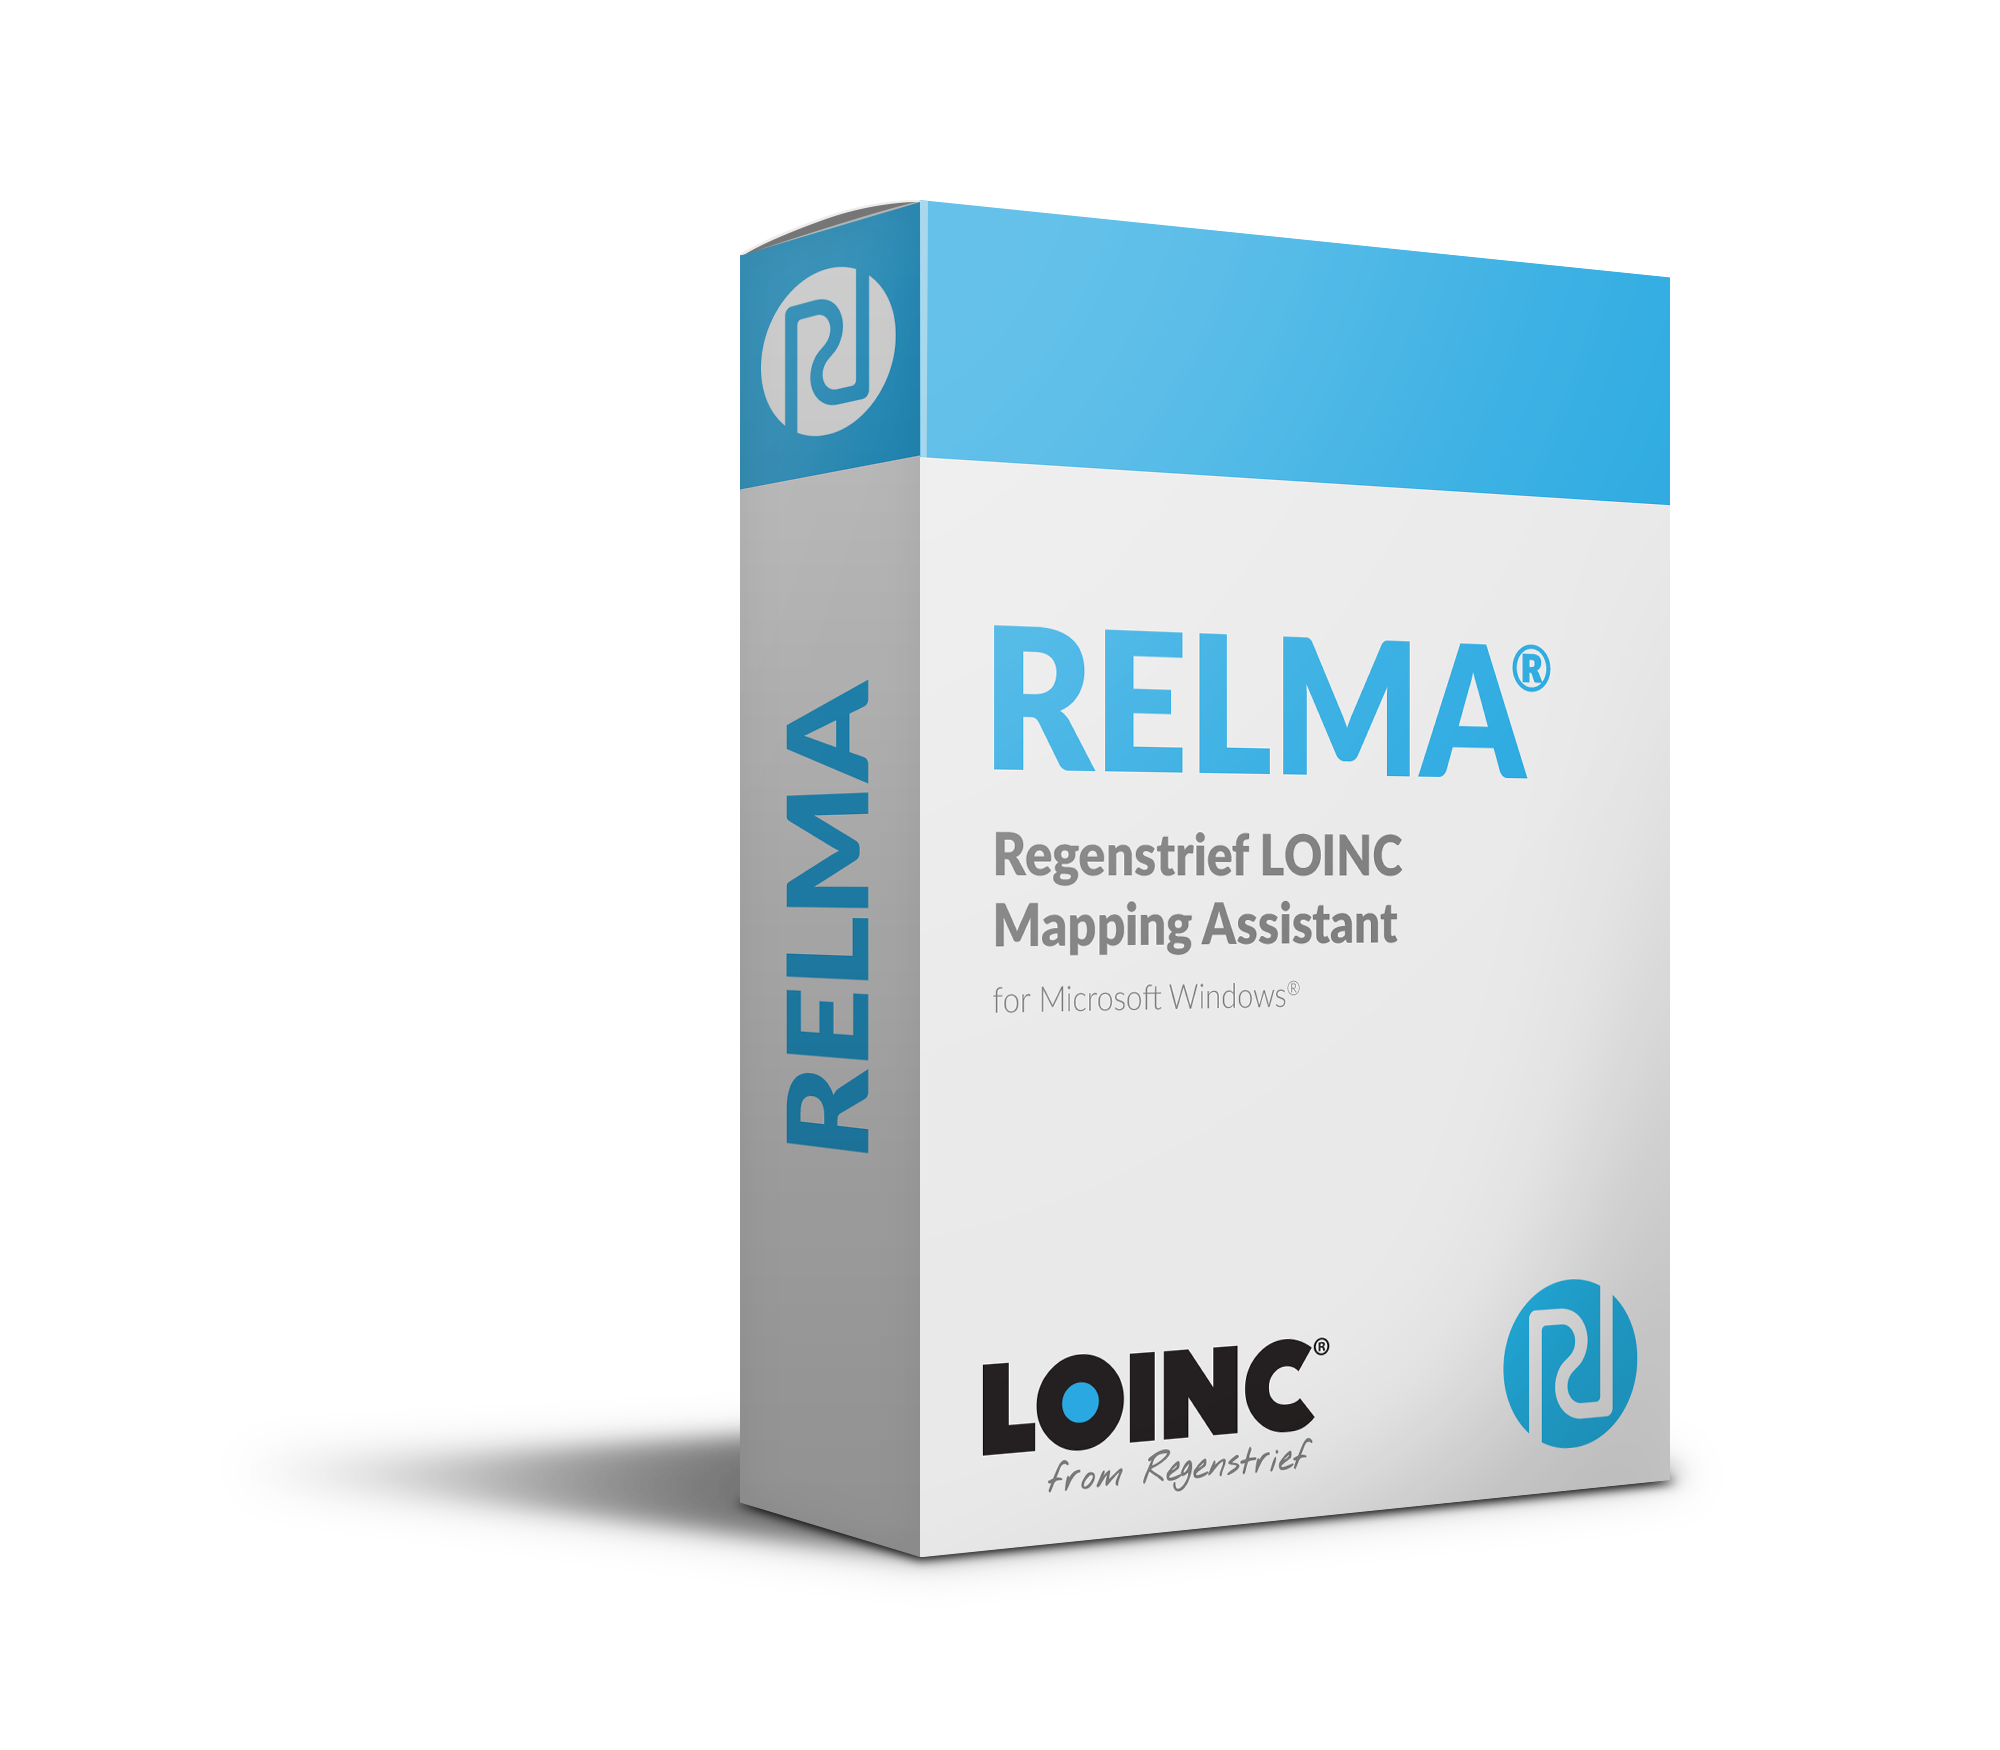 RELMA
RELMA®
Regenstrief LOINC
Mapping Assistant
for Microsoft Windows®
LOINC®
from Regenstrief